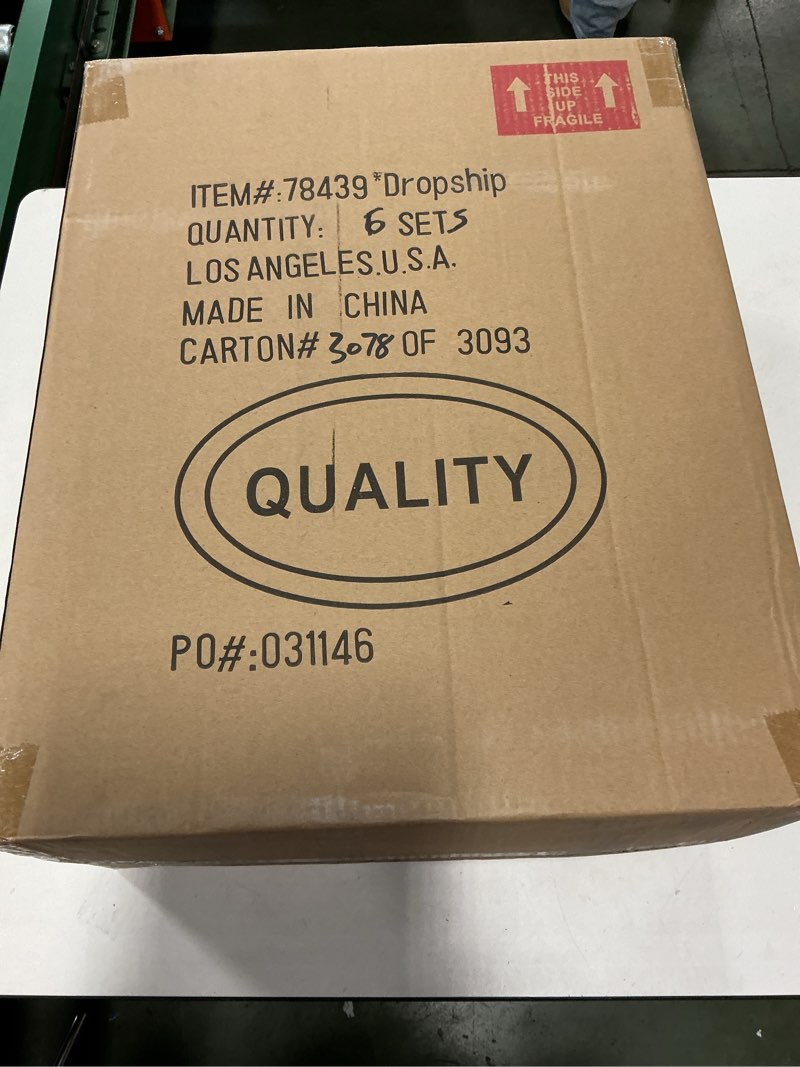 THIS
SIDE
UP
FRAGILE
ITEM#:78439*Dropship
QUANTITY: 6 SETS
LOS ANGELES.U.S.A.
MADE IN CHINA
CARTON# 3078 OF 3093
QUALITY
PO#:031146